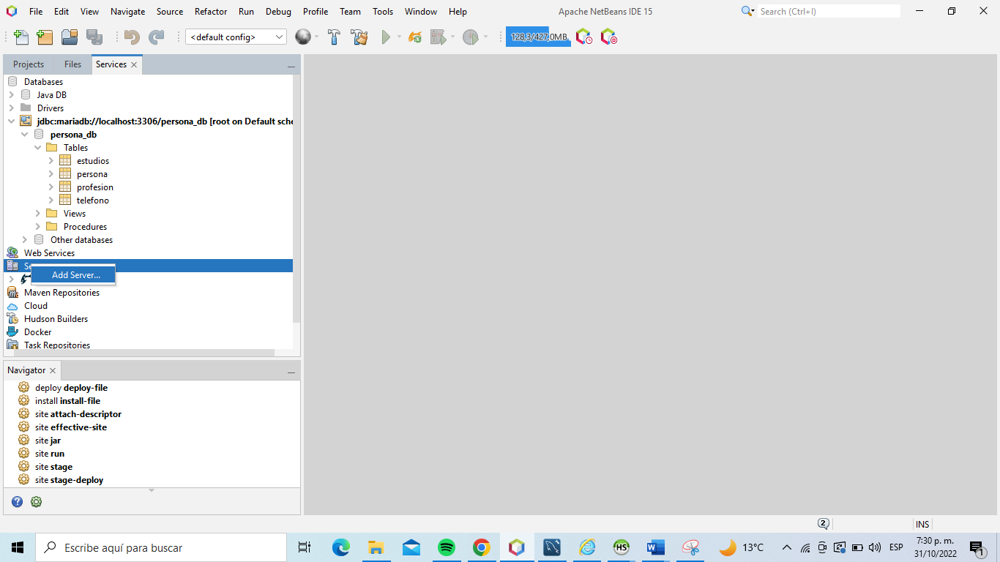 File Edit View Navigate Source Refactor Run Debug Profile Team Tools Window Help Apache NetBeans IDE 15 Search (Ctrl+I)
<default config> 128,3/427,0MB
Projects Files Services
Databases
Java DB
Drivers
jdbc:mariadb://localhost:3306/persona_db [root on Default sche
persona_db
Tables
estudios
persona
profesion
telefono
Views
Procedures
Other databases
Web Services
Se
Add Server...
Maven Repositories
Cloud
Hudson Builders
Docker
Task Repositories
Navigator
deploy deploy-file
install install-file
site attach-descriptor
site effective-site
site jar
site run
site stage
site stage-deploy
2 INS
Escribe aquí para buscar HS 13°C ESP 7:30 p. m.
31/10/2022 1